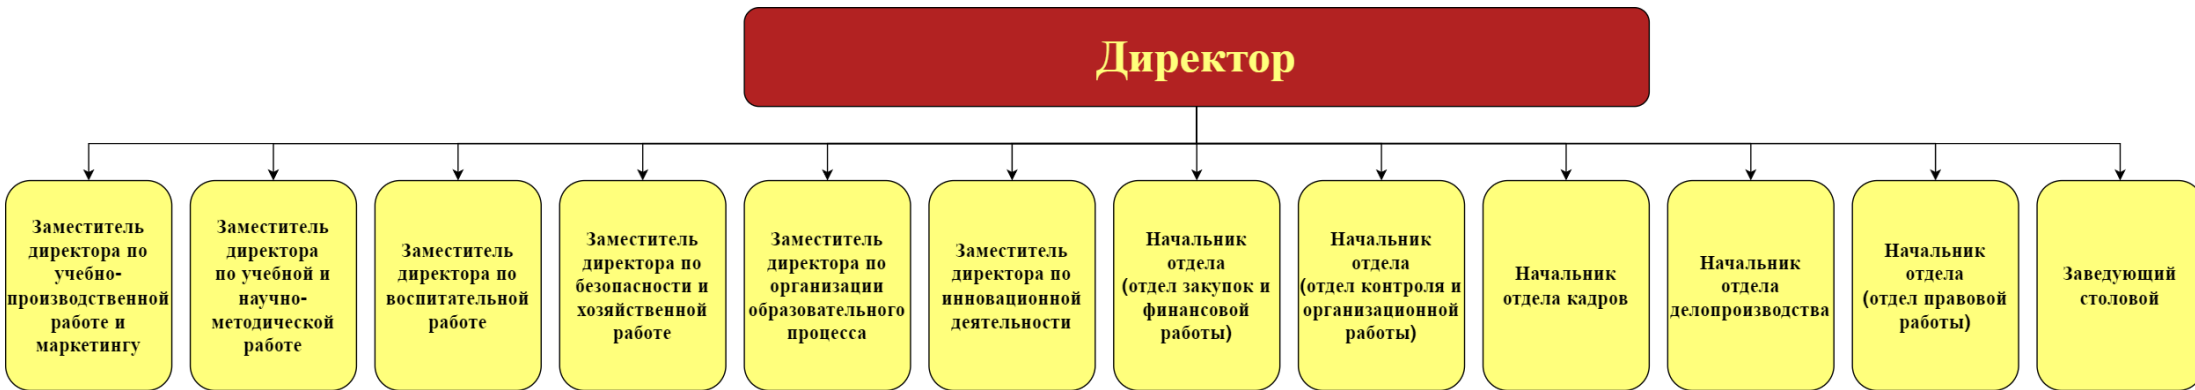 Директор
Заместитель
директора по
учебно-
производственной
работе и
маркетингу
Заместитель
директора
по учебной и
научно-
методической
работе
Заместитель
директора по
воспитательной
работе
Заместитель
директора по
безопасности и
хозяйственной
работе
Заместитель
директора по
организации
образовательного
процесса
Заместитель
директора по
инновационной
деятельности
Начальник
отдела
(отдел закупок и
финансовой
работы)
Начальник
отдела
(отдел контроля и
организационной
работы)
Начальник
отдела кадров
Начальник
отдела
делопроизводства
Начальник
отдела
(отдел правовой
работы)
Заведующий
столовой